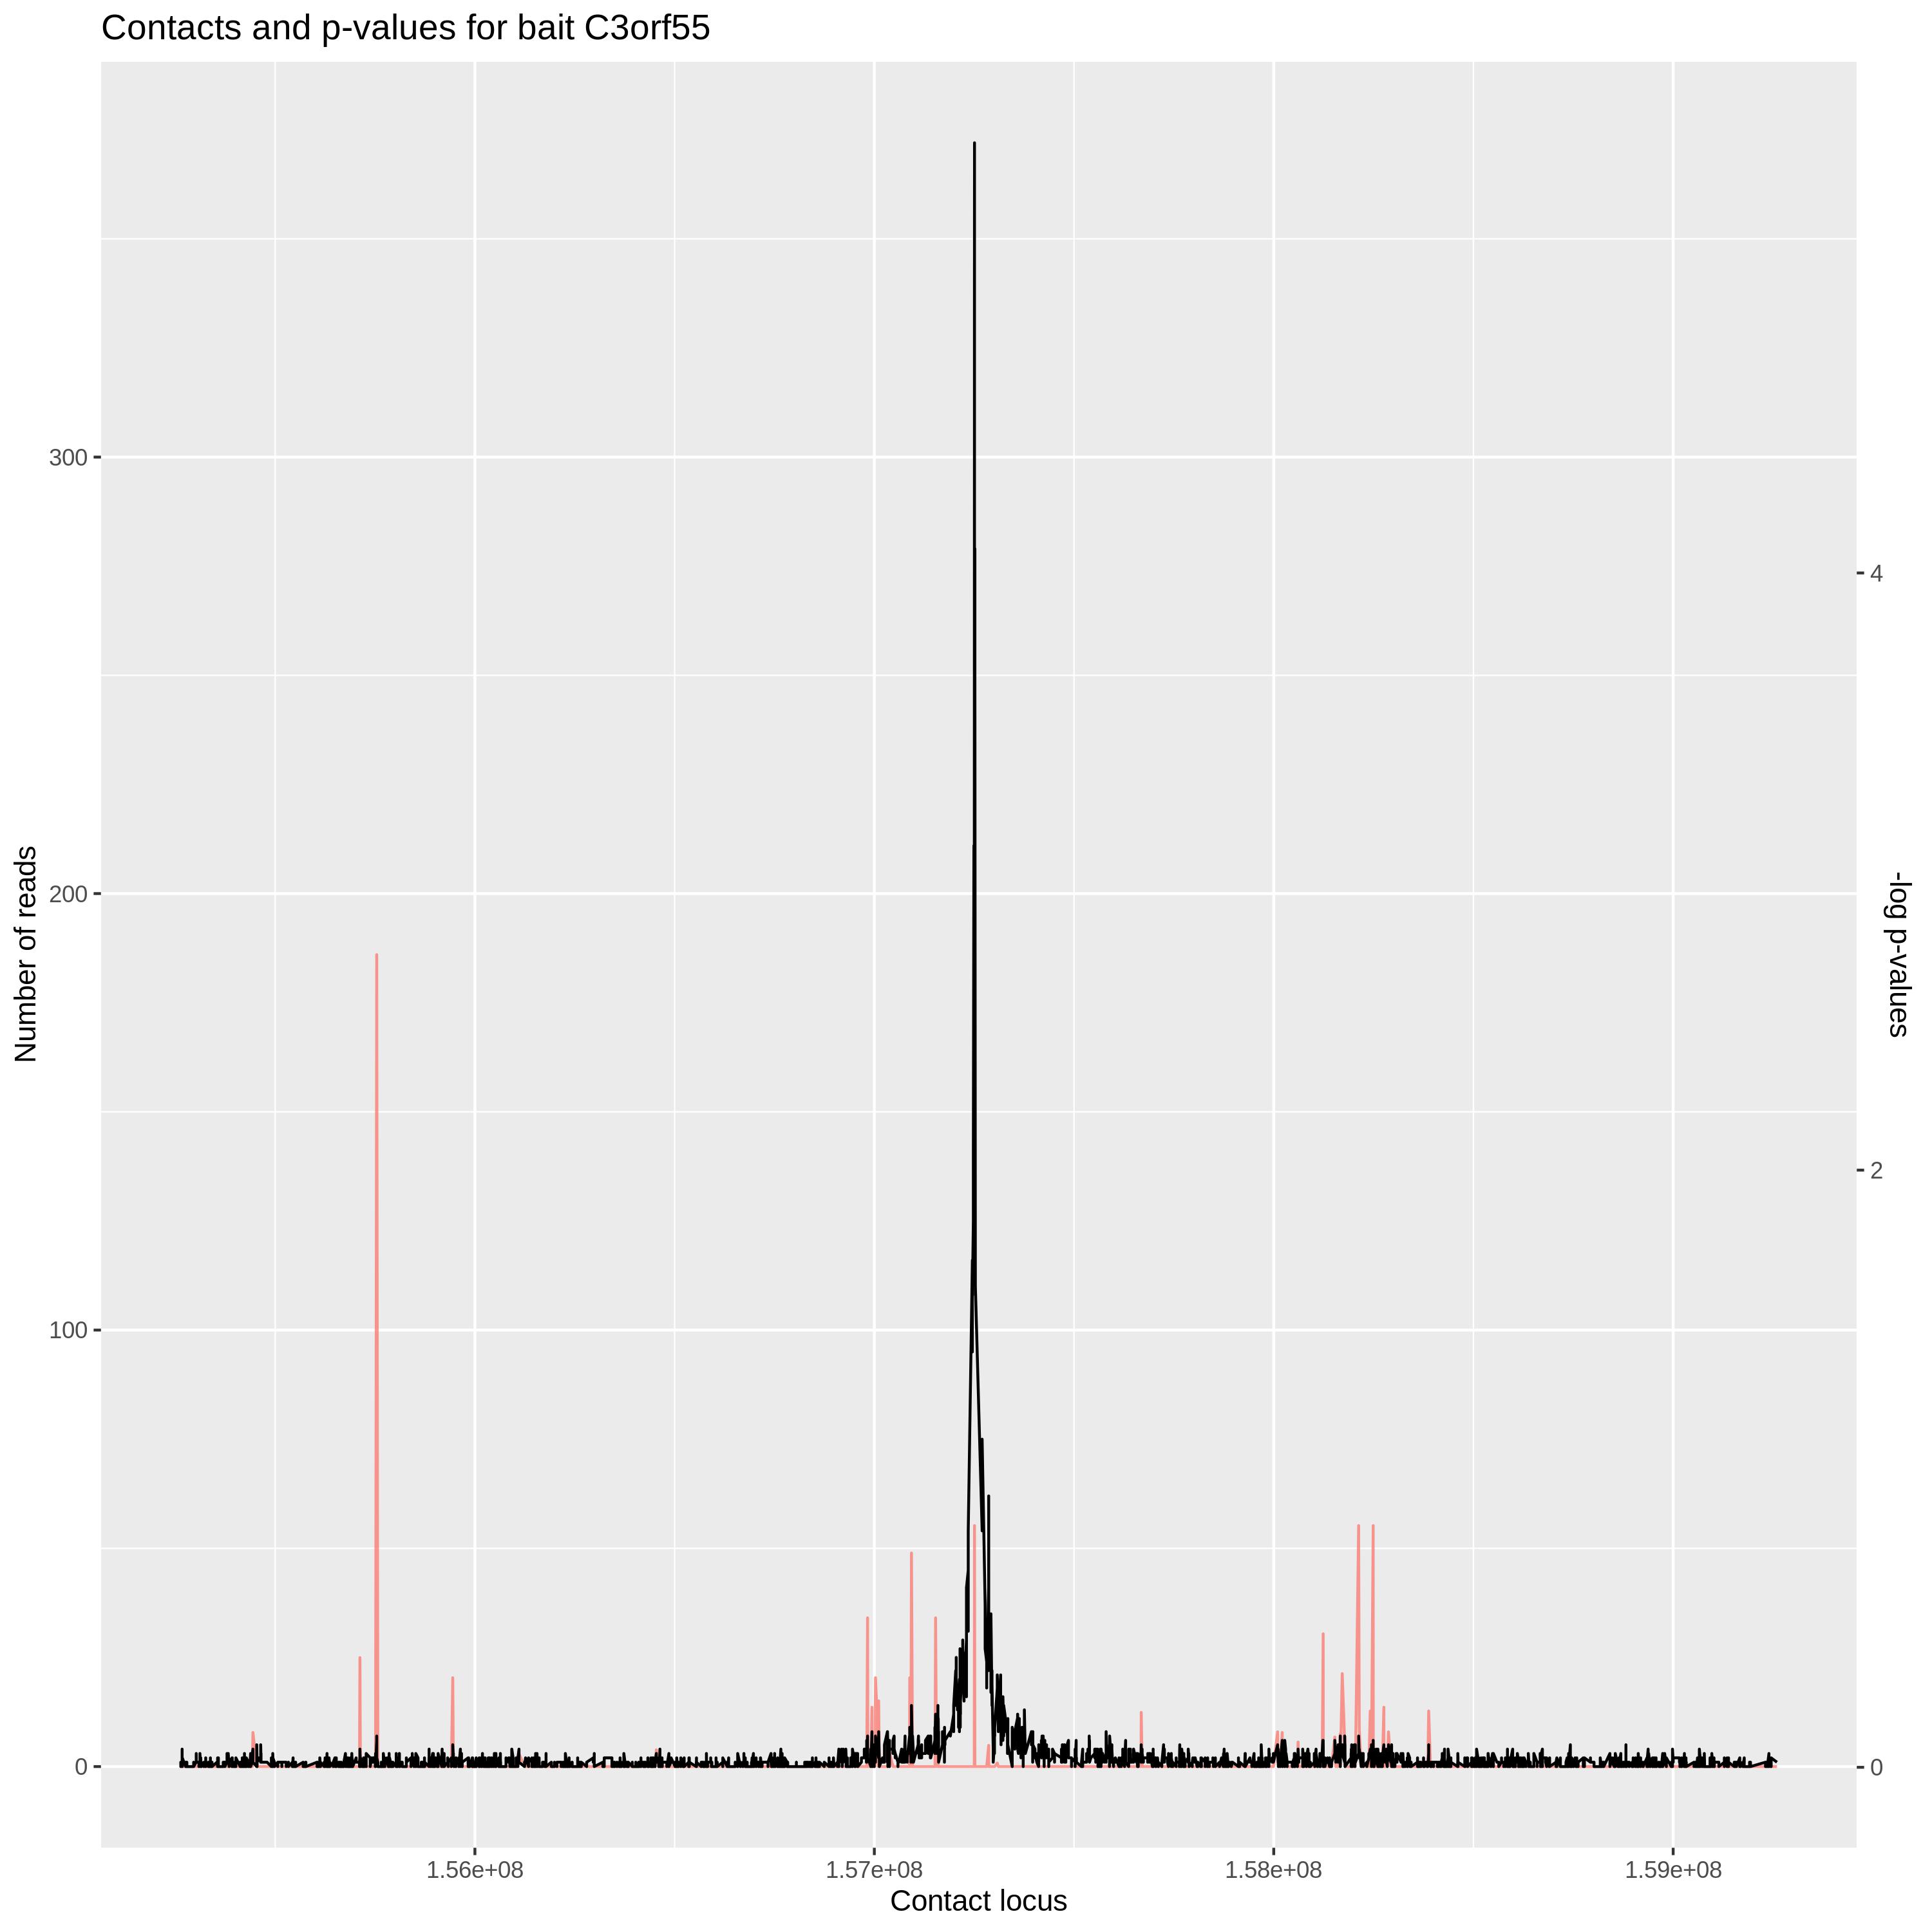 Contacts and p-values for bait C3orf55
Number of reads
300
200
100
0
4
2
0
-log p-values
1.56e+08
1.57e+08
1.58e+08
1.59e+08
Contact locus